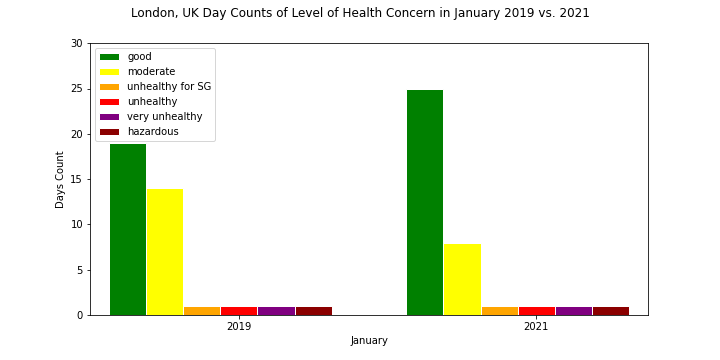 London, UK Day Counts of Level of Health Concern in January 2019 vs. 2021
30
25
20
15
10
5
0
Days Count
good
moderate
unhealthy for SG
unhealthy
very unhealthy
hazardous
2019
2021
January